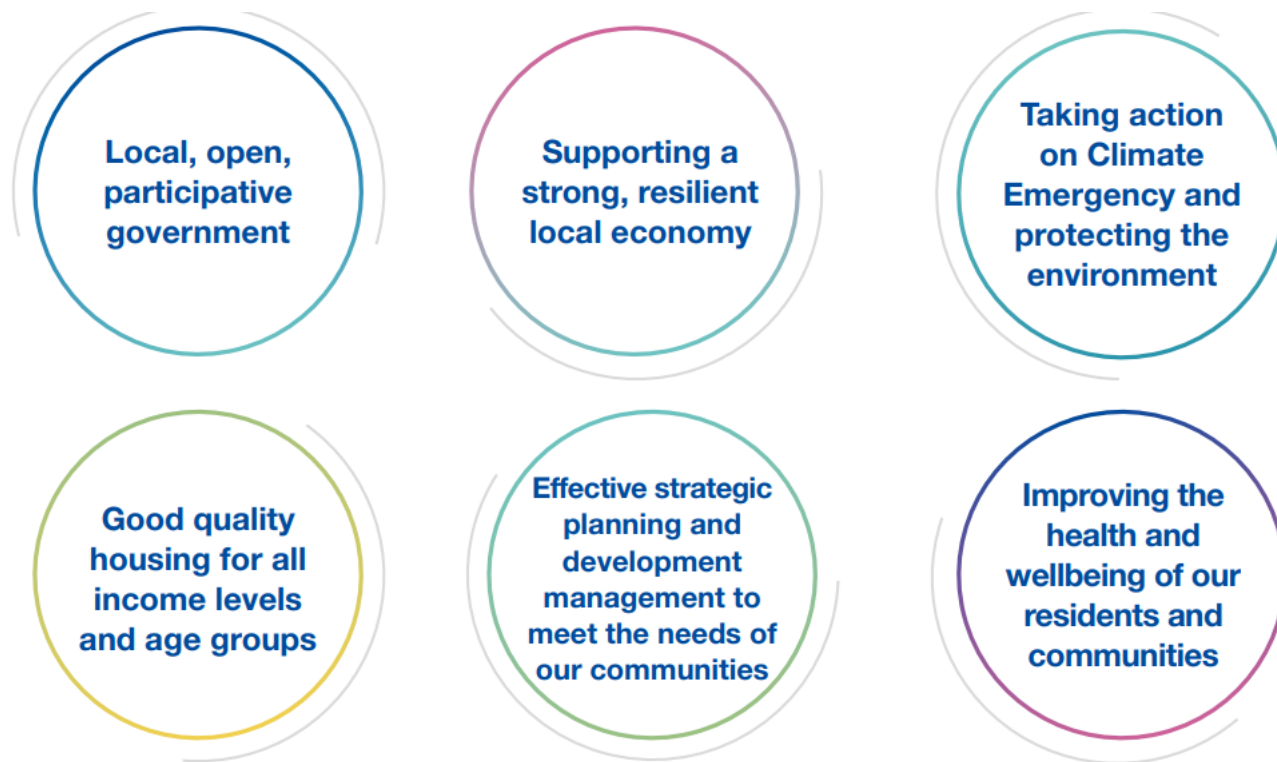 Local, open,
participative
government
Supporting a
strong, resilient
local economy
Taking action
on Climate
Emergency and
protecting the
environment
Good quality
housing for all
income levels
and age groups
Effective strategic
planning and
development
management to
meet the needs of
our communities
Improving the
health and
wellbeing of our
residents and
communities